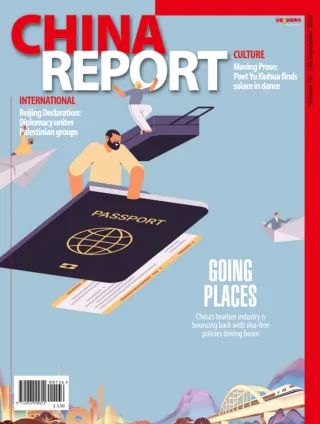 CHINA
REPORT
CULTURE
Moving Prose:
Poet Yu Xiuhua finds
solace in dance
INTERNATIONAL
Beijing Declaration:
Diplomacy unites
Palestinian groups
PASSPORT
GOING
PLACES
China's tourism industry is
bouncing back with visa-free
policies driving boom